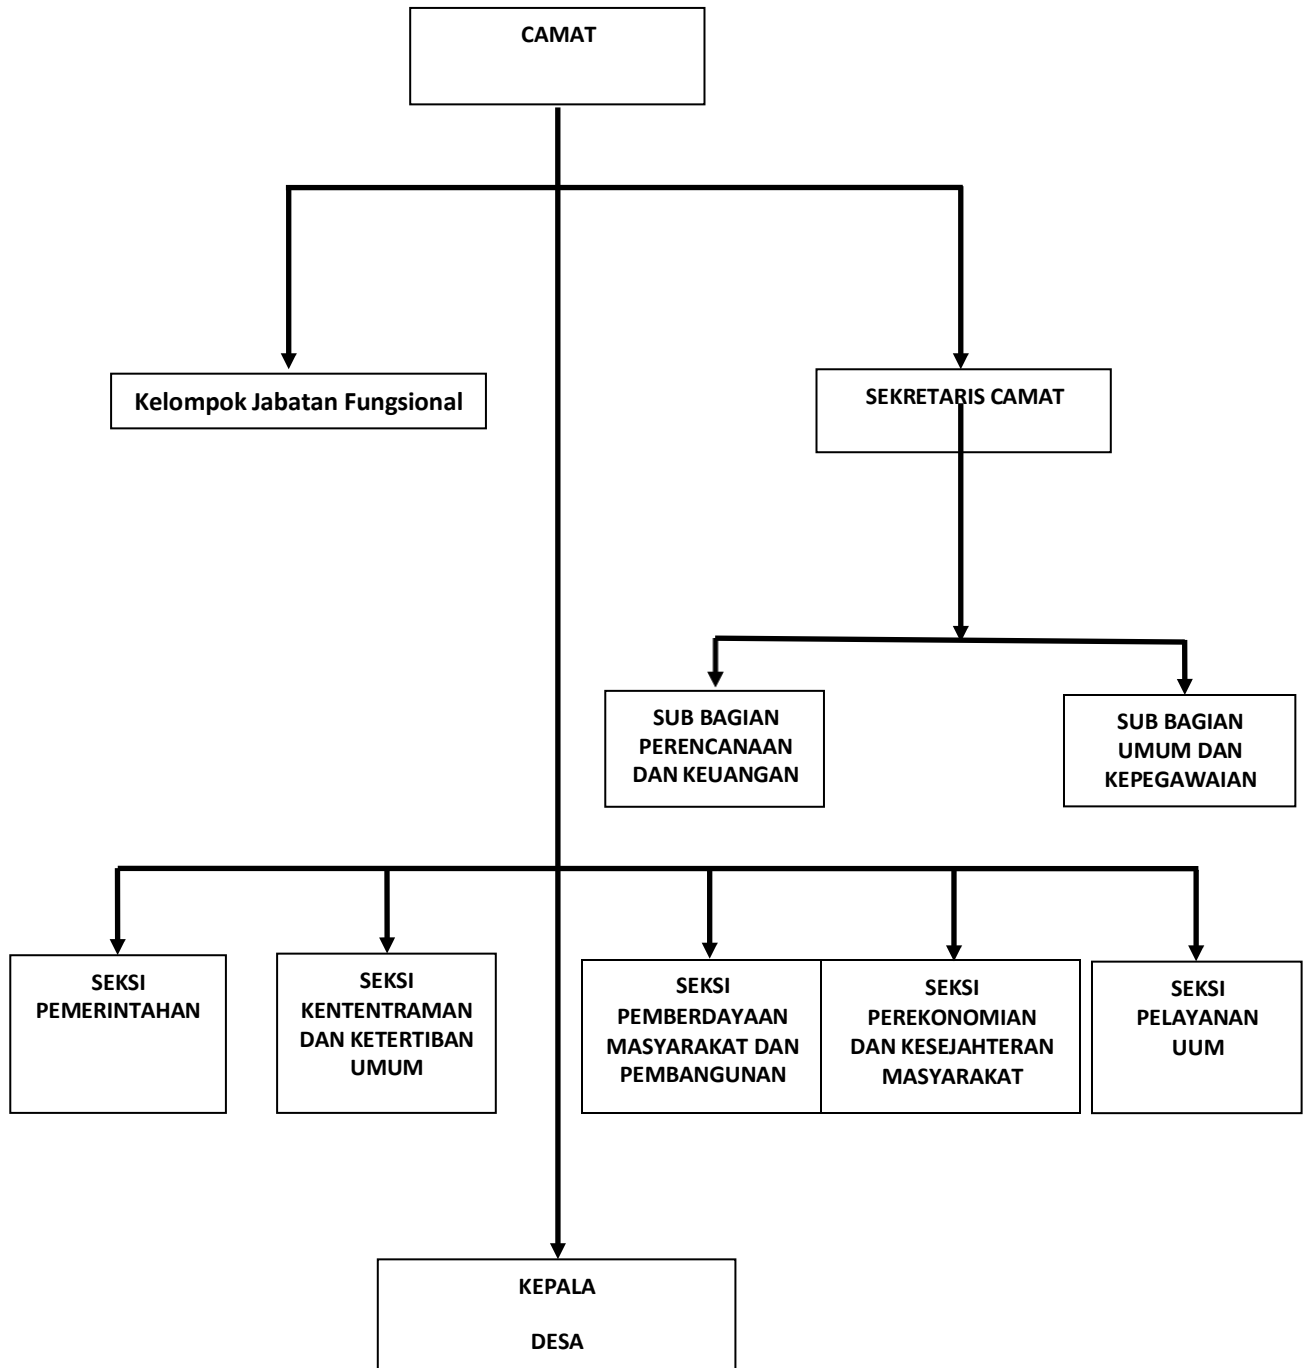 CAMAT
Kelompok Jabatan Fungsional
SEKRETARIS CAMAT
SUB BAGIAN
PERENCANAAN
DAN KEUANGAN
SUB BAGIAN
UMUM DAN
KEPEGAWAIAN
SEKSI
PEMERINTAHAN
SEKSI
KENTENTRAMAN
DAN KETERTIBAN
UMUM
SEKSI
PEMBERDAYAAN
MASYARAKAT DAN
PEMBANGUNAN
SEKSI
PEREKONOMIAN
DAN KESEJAHTERAN
MASYARAKAT
SEKSI
PELAYANAN
UUM
KEPALA
DESA